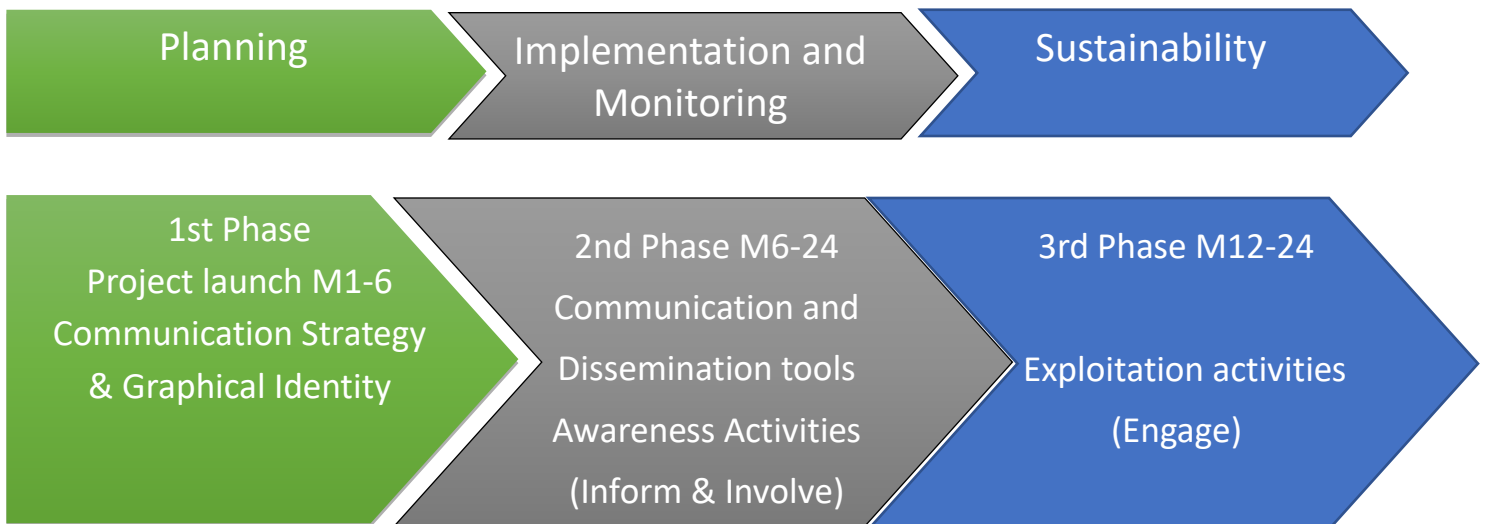 Planning
Implementation and
Monitoring
Sustainability
1st Phase
Project launch M1-6
Communication Strategy
& Graphical Identity
2nd Phase M6-24
Communication and
Dissemination tools
Awareness Activities
(Inform & Involve)
3rd Phase M12-24
Exploitation activities
(Engage)